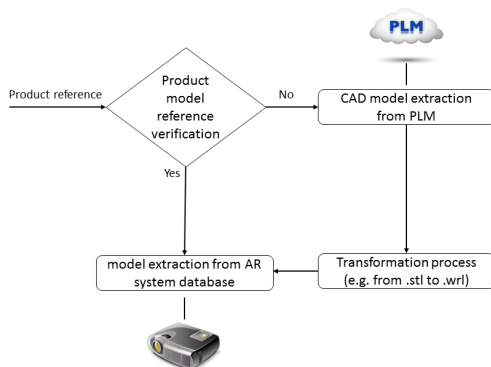 PLM
Product reference
Product
model
reference
verification
No
CAD model extraction
from PLM
Yes
model extraction from AR
system database
Transformation process
(e.g. from .stl to .wrl)